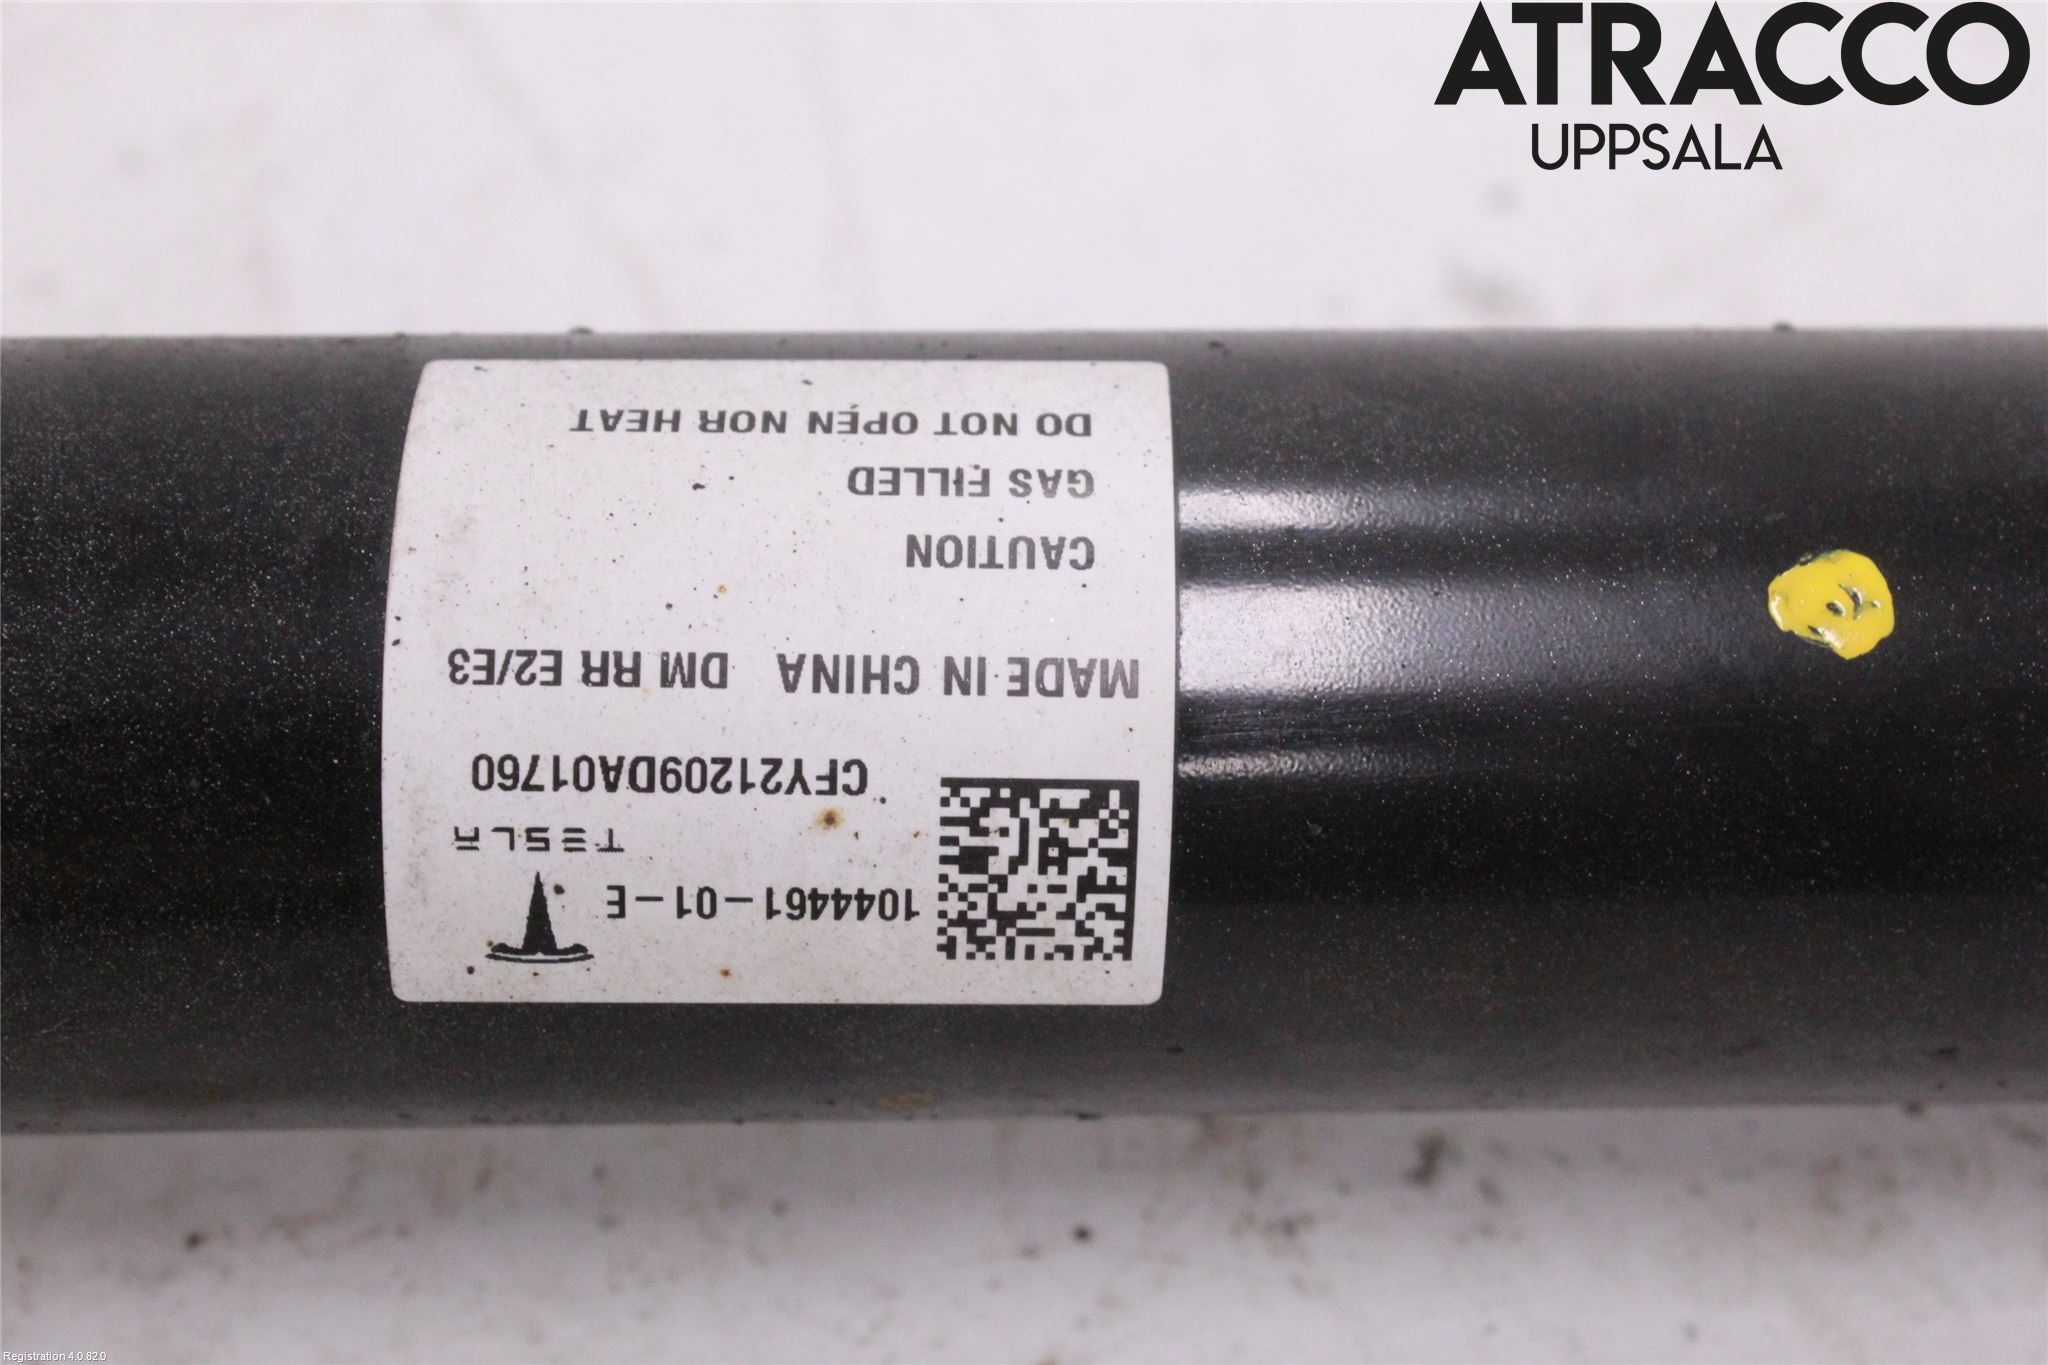 ATRACCO
UPPSALA
1044461-01-E
TESLA
CFY21209DA01760
MADE IN CHINA DM RR E2/E3
CAUTION
GAS FILLED
DO NOT OPEN NOR HEAT
Registration 4.0.82.0